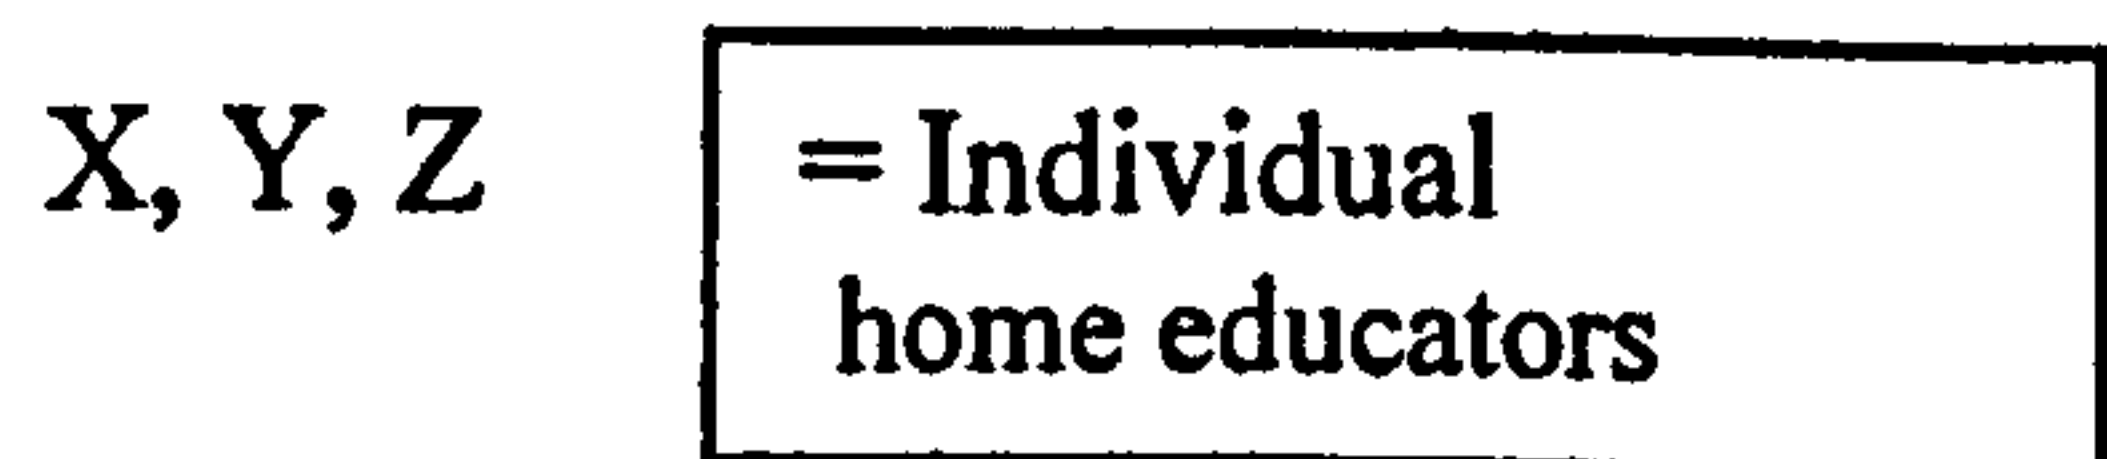 X, Y, Z = Individual
home educators